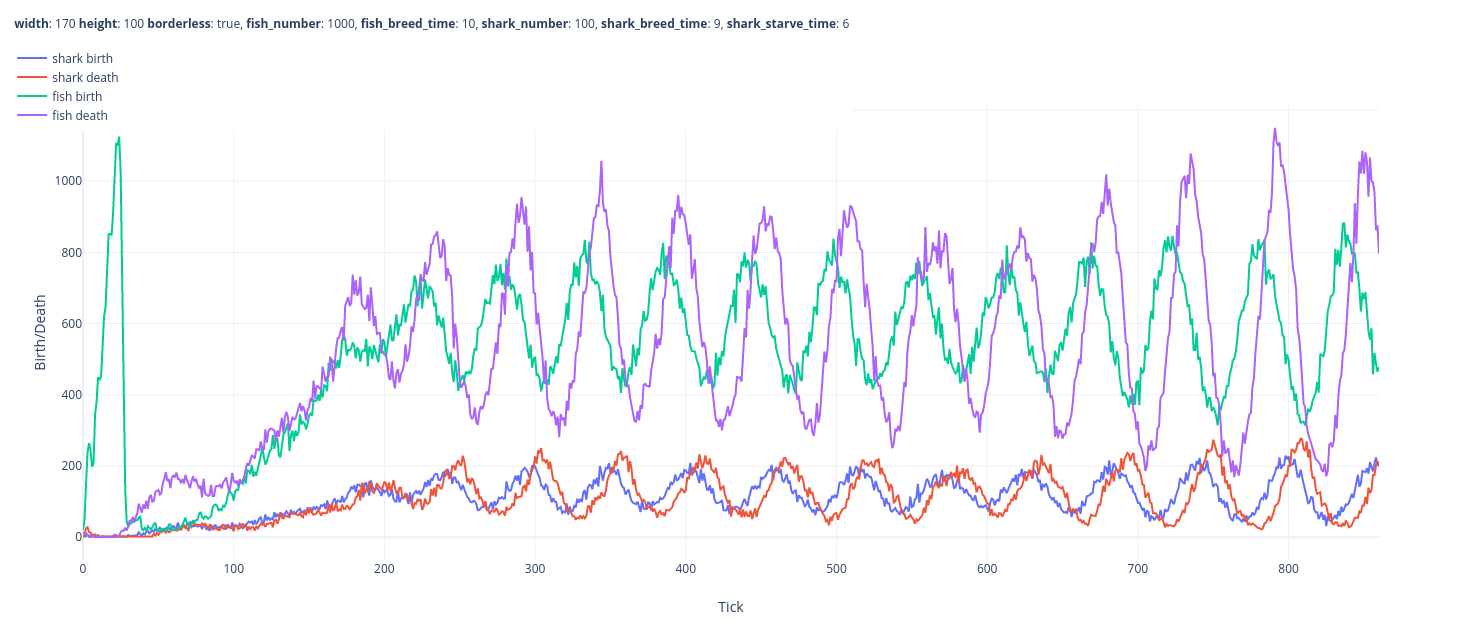 width: 170 height: 100 borderless: true, fish_number: 1000, fish_breed_time: 10, shark_number: 100, shark_breed_time: 9, shark_starve_time: 6
shark birth
shark death
fish birth
fish death
1000
800
600
400
200
0
Birth/Death
0 100 200 300 400 500 600 700 800
Tick